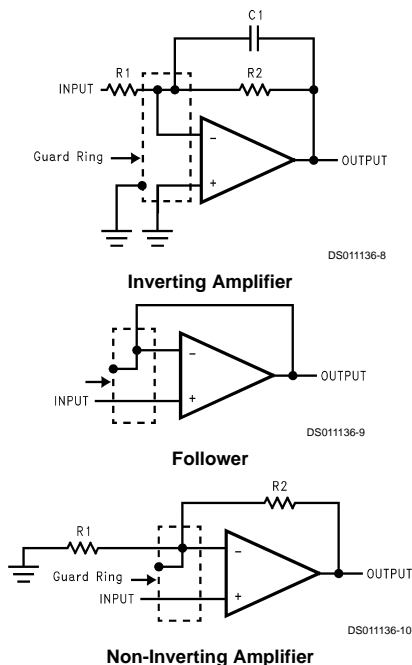 C1
R1
R2
INPUT
−
Guard Ring
OUTPUT
+
DS011136-8
Inverting Amplifier
−
OUTPUT
INPUT
+
DS011136-9
Follower
R2
R1
−
Guard Ring
OUTPUT
INPUT
+
DS011136-10
Non-Inverting Amplifier